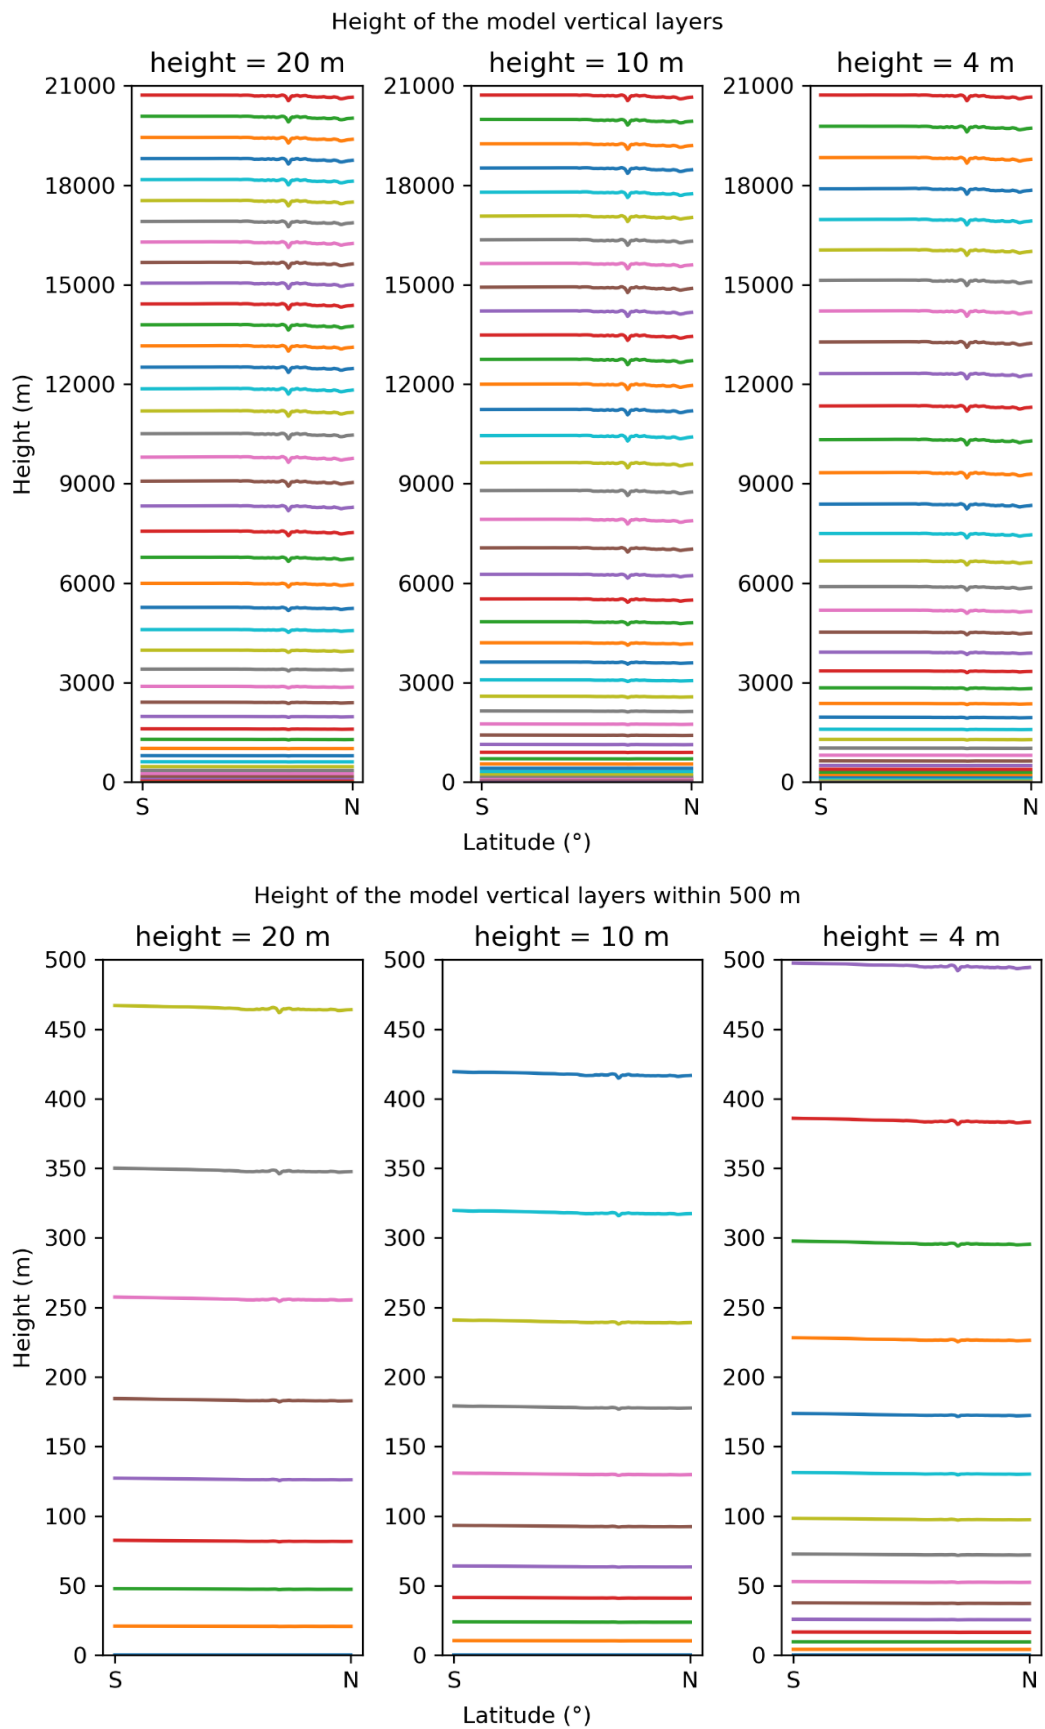 Height of the model vertical layers
height = 20 m
height = 10 m
height = 4 m
Height (m)
21000
18000
15000
12000
9000
6000
3000
0
S
N
21000
18000
15000
12000
9000
6000
3000
0
S
N
21000
18000
15000
12000
9000
6000
3000
0
S
N
Latitude (°)
Height of the model vertical layers within 500 m
height = 20 m
height = 10 m
height = 4 m
Height (m)
500
450
400
350
300
250
200
150
100
50
0
S
N
500
450
400
350
300
250
200
150
100
50
0
S
N
500
450
400
350
300
250
200
150
100
50
0
S
N
Latitude (°)